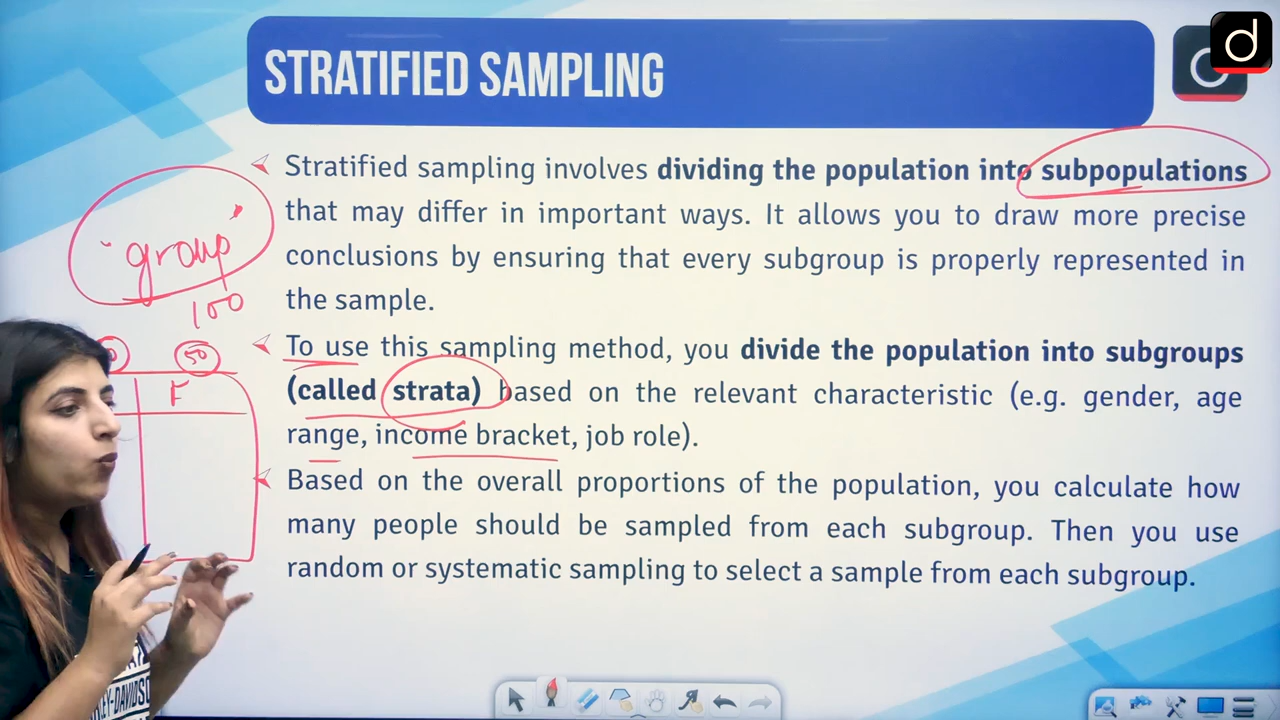 d
STRATIFIED SAMPLING
Stratified sampling involves dividing the population into subpopulations
that may differ in important ways. It allows you to draw more precise
conclusions by ensuring that every subgroup is properly represented in
the sample.
group
100
50
F
To use this sampling method, you divide the population into subgroups
(called strata) based on the relevant characteristic (e.g. gender, age
range, income bracket, job role).
Based on the overall proportions of the population, you calculate how
many people should be sampled from each subgroup. Then you use
random or systematic sampling to select a sample from each subgroup.